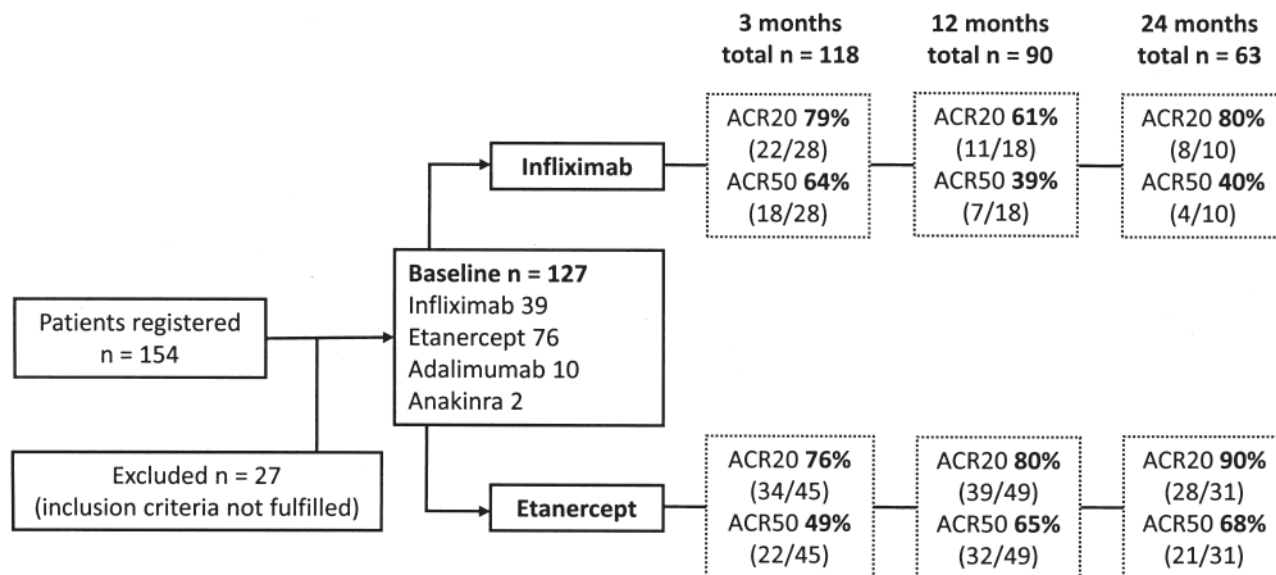 3 months
total n = 118
12 months
total n = 90
24 months
total n = 63
Infliximab
ACR20 79%
(22/28)
ACR50 64%
(18/28)
ACR20 61%
(11/18)
ACR50 39%
(7/18)
ACR20 80%
(8/10)
ACR50 40%
(4/10)
Patients registered
n = 154
Excluded n = 27
(inclusion criteria not fulfilled)
Baseline n = 127
Infliximab 39
Etanercept 76
Adalimumab 10
Anakinra 2
Etanercept
ACR20 76%
(34/45)
ACR50 49%
(22/45)
ACR20 80%
(39/49)
ACR50 65%
(32/49)
ACR20 90%
(28/31)
ACR50 68%
(21/31)